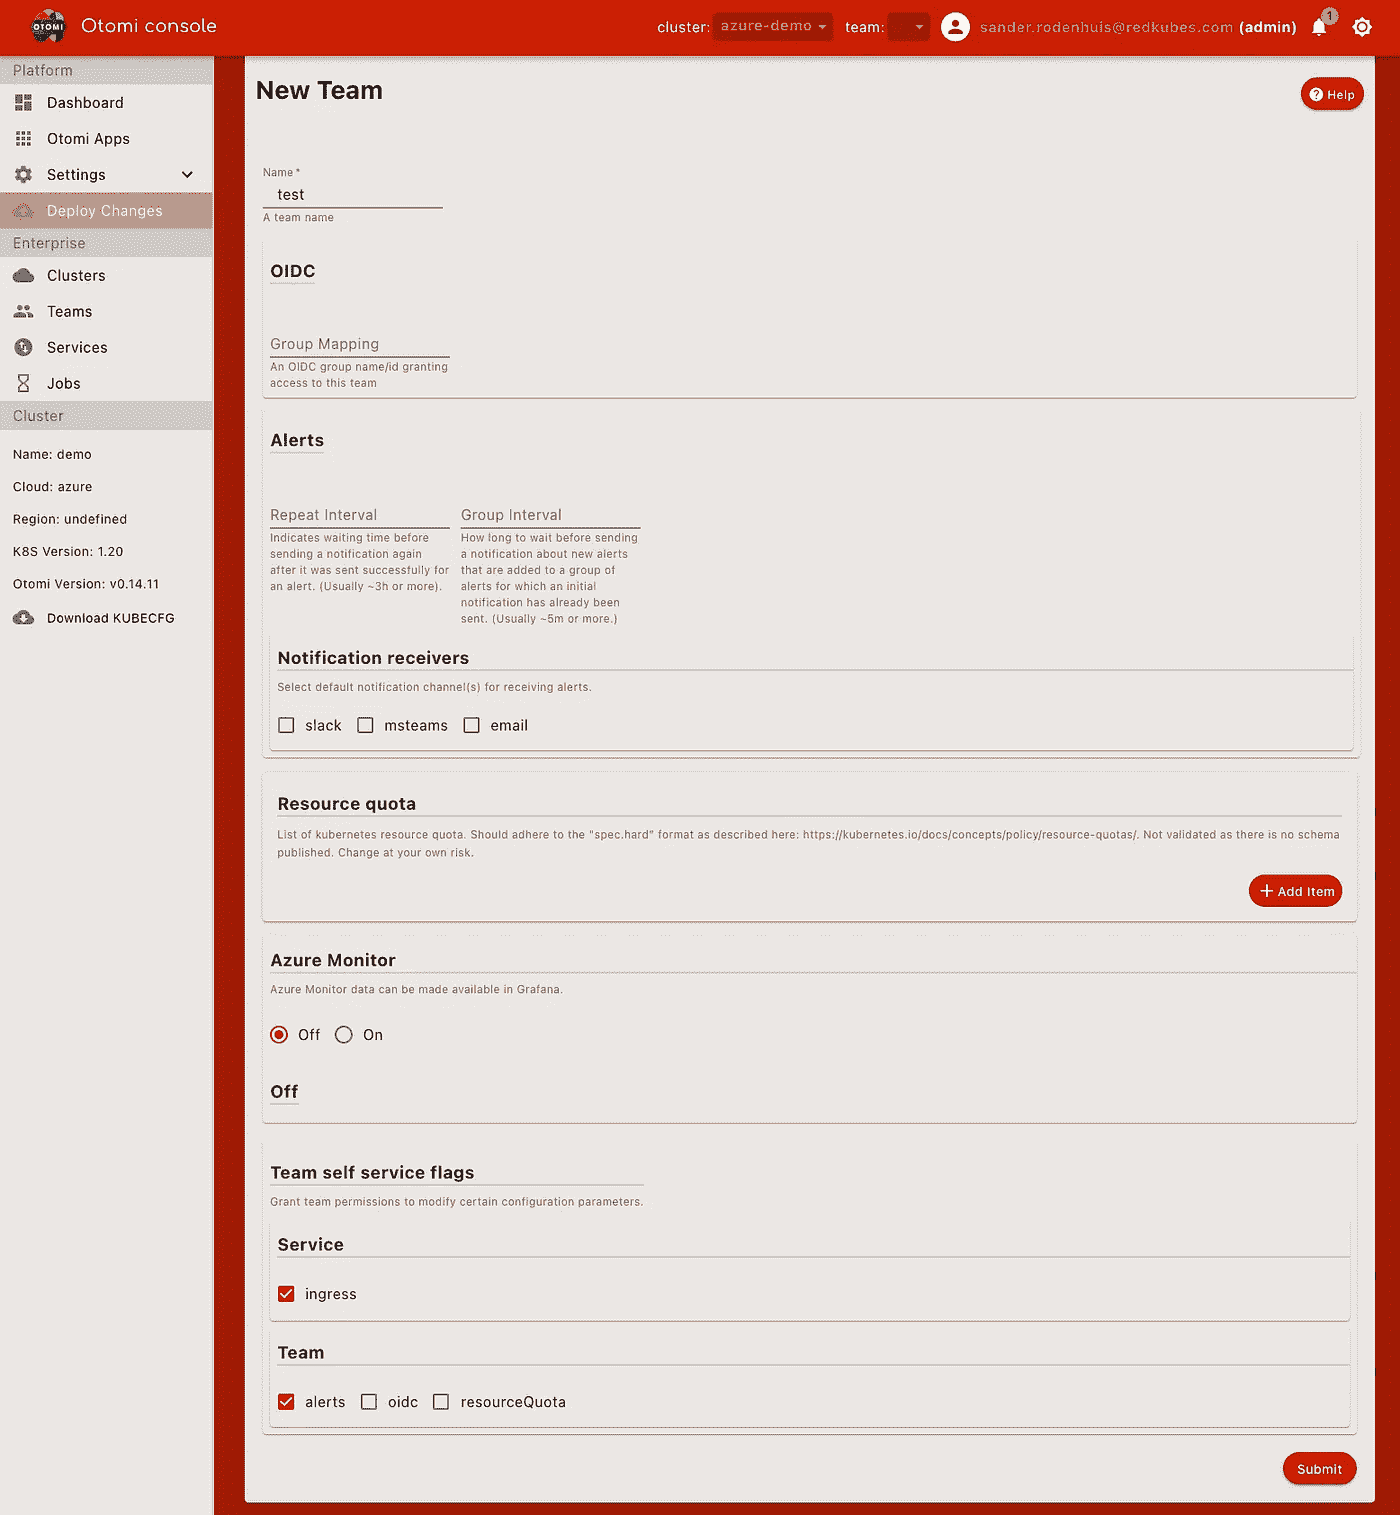 OTOMI
Otomi console
cluster: azure-demo team: sander.rodenhuis@redkubes.com (admin) 1
Platform
Dashboard
Otomi Apps
Settings
Deploy Changes
Enterprise
Clusters
Teams
Services
Jobs
Cluster
Name: demo
Cloud: azure
Region: undefined
K8S Version: 1.20
Otomi Version: v0.14.11
Download KUBECFG
New Team
Help
Name *
test
A team name
OIDC
Group Mapping
An OIDC group name/id granting
access to this team
Alerts
Repeat Interval
Indicates waiting time before
sending a notification again
after it was sent successfully for
an alert. (Usually ~3h or more).
Group Interval
How long to wait before sending
a notification about new alerts
that are added to a group of
alerts for which an initial
notification has already been
sent. (Usually ~5m or more.)
Notification receivers
Select default notification channel(s) for receiving alerts.
slack msteams email
Resource quota
List of kubernetes resource quota. Should adhere to the "spec.hard" format as described here: https://kubernetes.io/docs/concepts/policy/resource-quotas/. Not validated as there is no schema
published. Change at your own risk.
Add Item
Azure Monitor
Azure Monitor data can be made available in Grafana.
Off On
Off
Team self service flags
Grant team permissions to modify certain configuration parameters.
Service
ingress
Team
alerts oidc resourceQuota
Submit